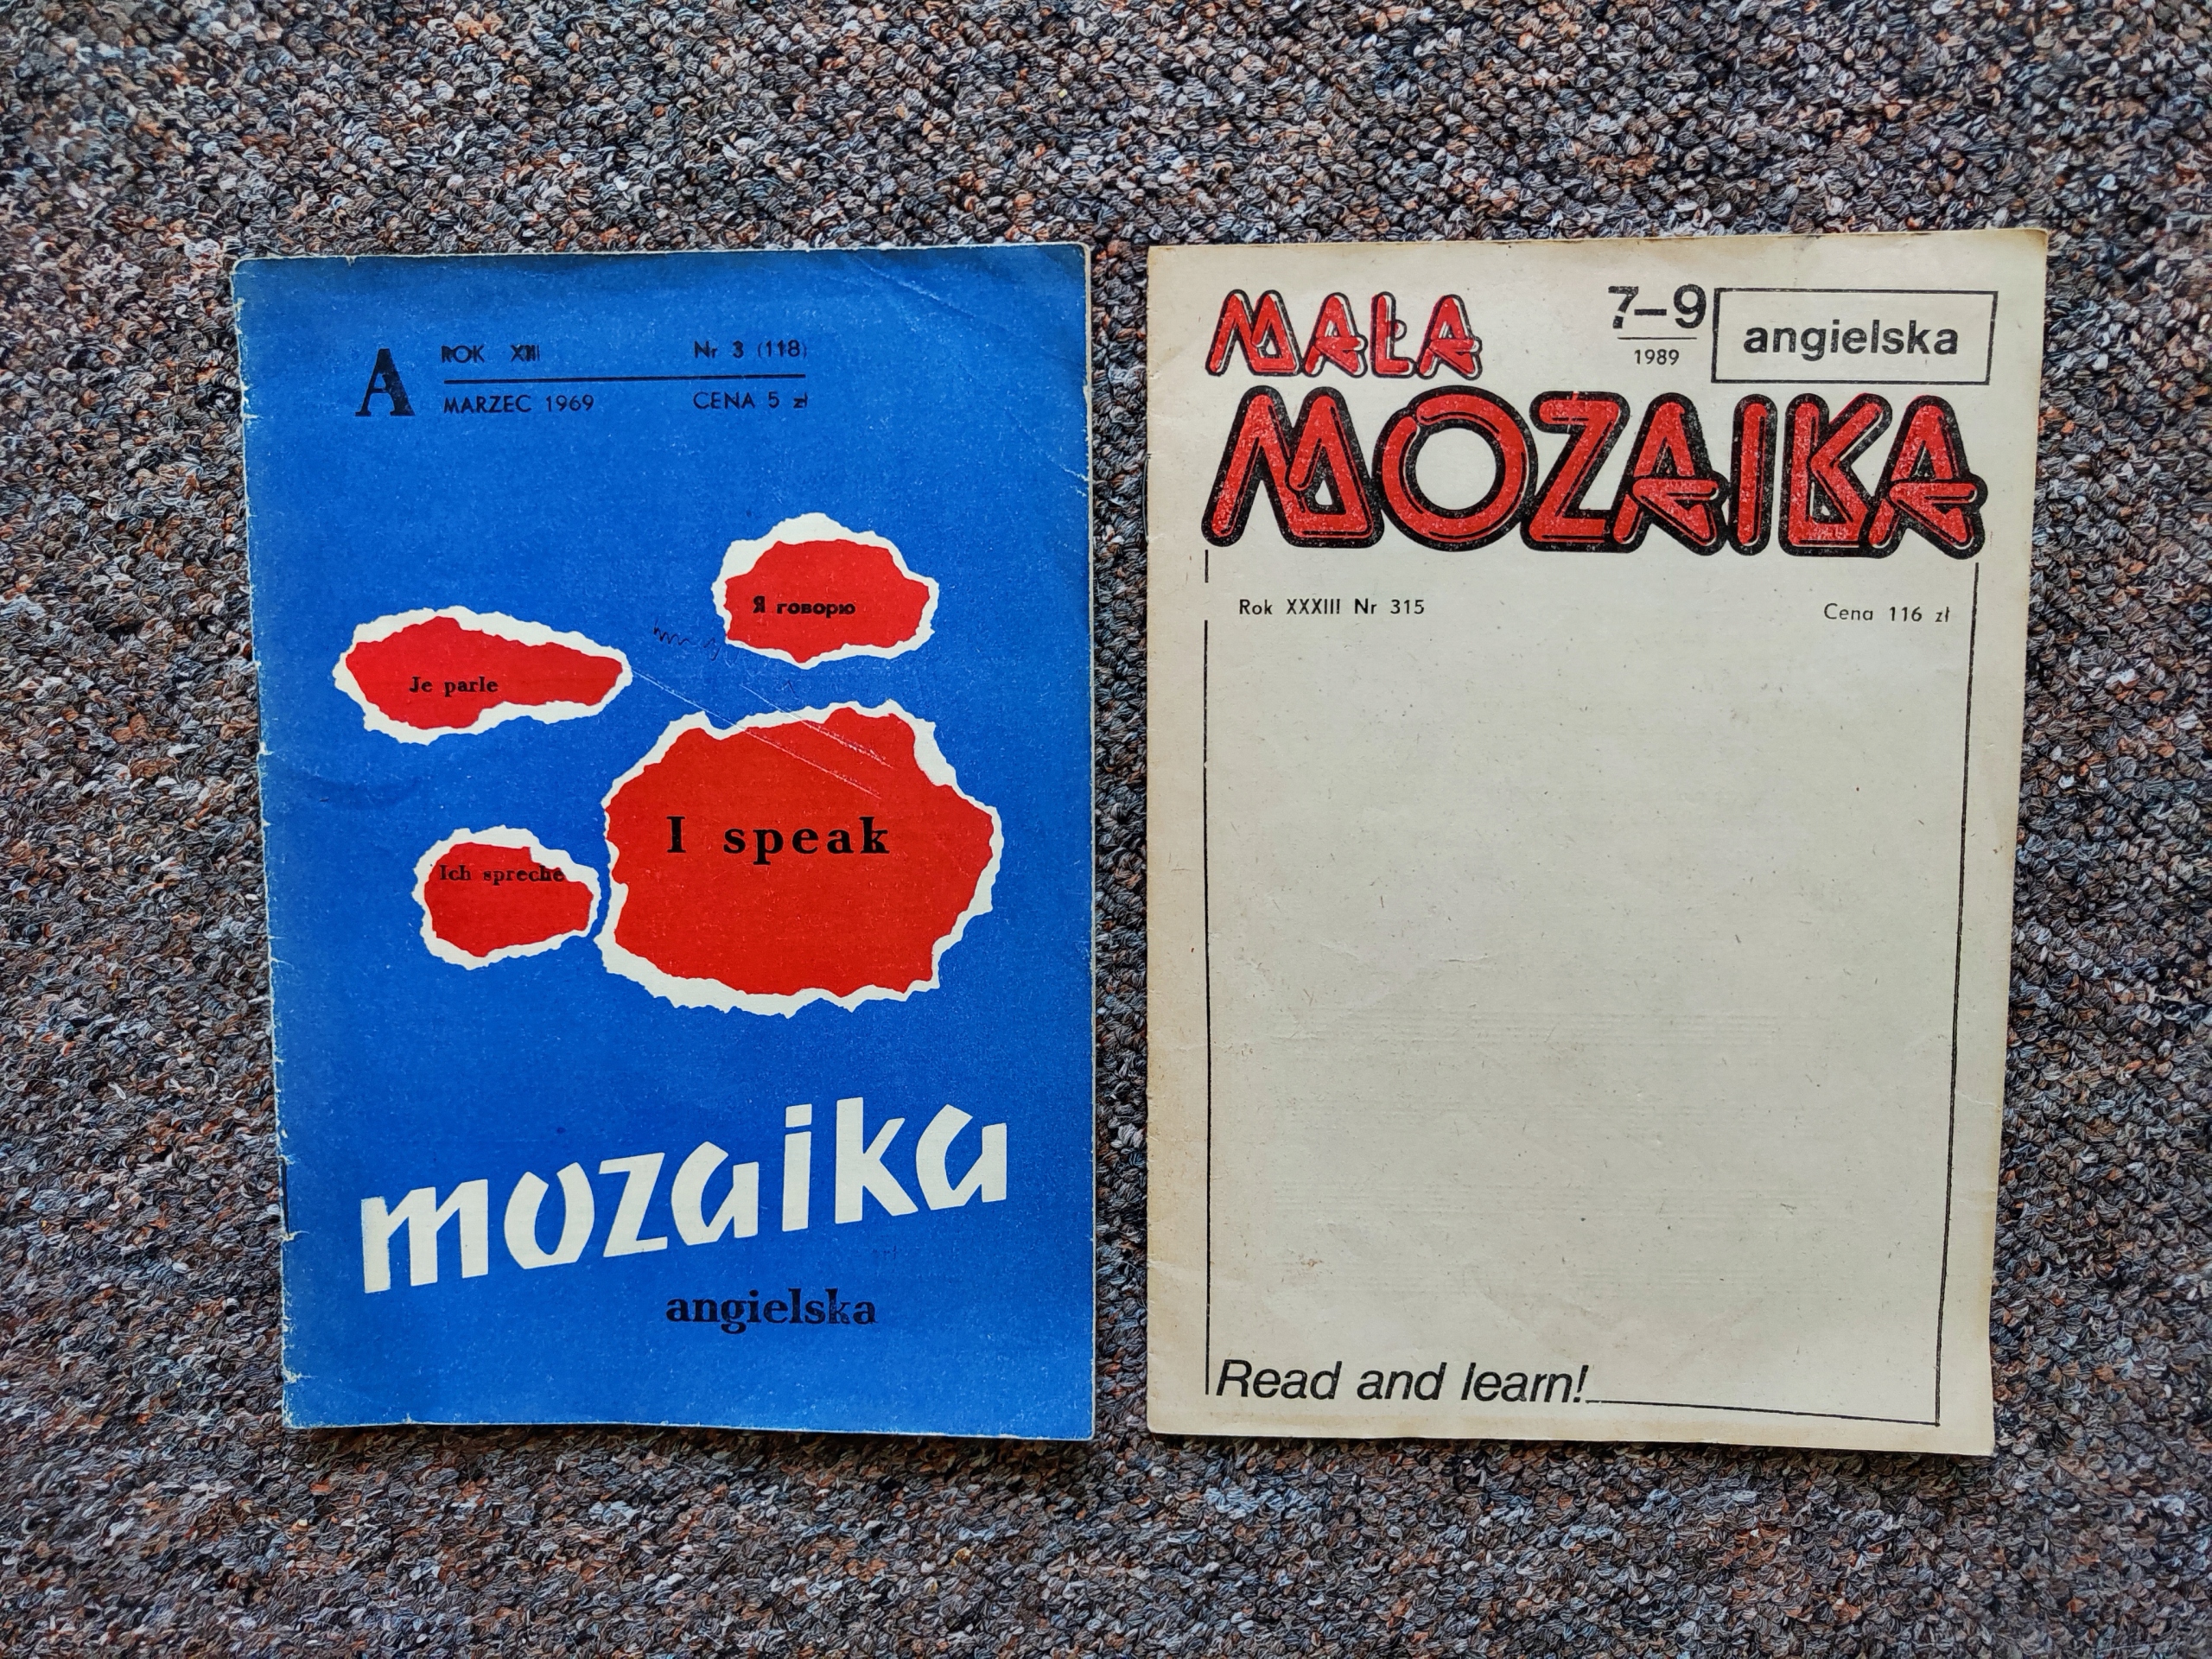 A
ROK XIII Nr 3 (118)
MARZEC 1969 CENA 5 zł
Я говорю
Je parle
I speak
Ich spreche
mozaika
angielska
MAŁA
7–9
1989
angielska
MOZAIKA
Rok XXXIII Nr 315 Cena 116 zł
Read and learn!